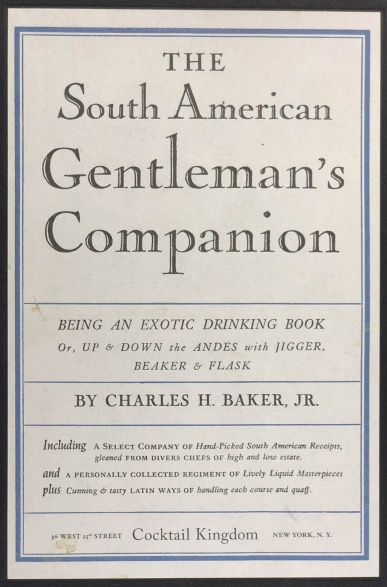 THE
South American
Gentleman's
Companion
BEING AN EXOTIC DRINKING BOOK
Or, UP & DOWN the ANDES with JIGGER,
BEAKER & FLASK
BY CHARLES H. BAKER, JR.
Including A SELECT COMPANY OF Hand-Picked South American Receipts,
gleaned FROM DIVERS CHEFS OF high and low estate.
and A PERSONALLY COLLECTED REGIMENT OF Lively Liquid Masterpieces
plus Cunning & tasty LATIN WAYS OF handling each course and quaff.
36 WEST 25ST STREET Cocktail Kingdom NEW YORK, N. Y.